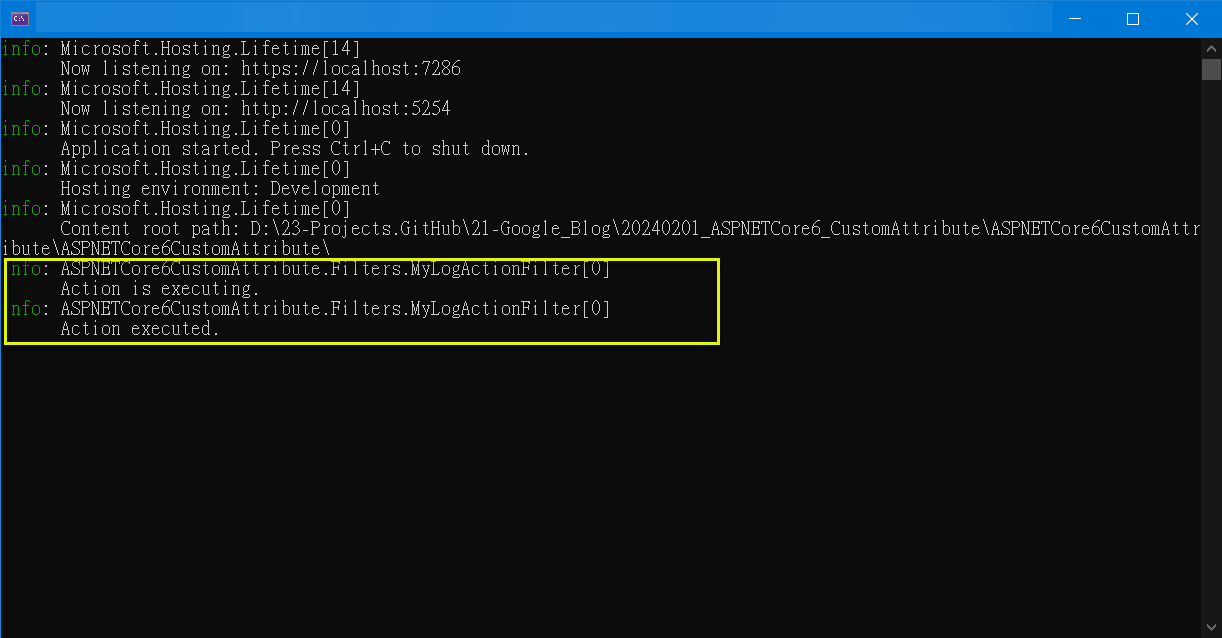 info: Microsoft.Hosting.Lifetime[14]
      Now listening on: https://localhost:7286
info: Microsoft.Hosting.Lifetime[14]
      Now listening on: http://localhost:5254
info: Microsoft.Hosting.Lifetime[0]
      Application started. Press Ctrl+C to shut down.
info: Microsoft.Hosting.Lifetime[0]
      Hosting environment: Development
info: Microsoft.Hosting.Lifetime[0]
      Content root path: D:\23-Projects.GitHub\21-Google_Blog\20240201_ASPNETCore6_CustomAttribute\ASPNETCore6CustomAttr
ibute\ASPNETCore6CustomAttribute\
info: ASPNETCore6CustomAttribute.Filters.MyLogActionFilter[0]
      Action is executing.
info: ASPNETCore6CustomAttribute.Filters.MyLogActionFilter[0]
      Action executed.